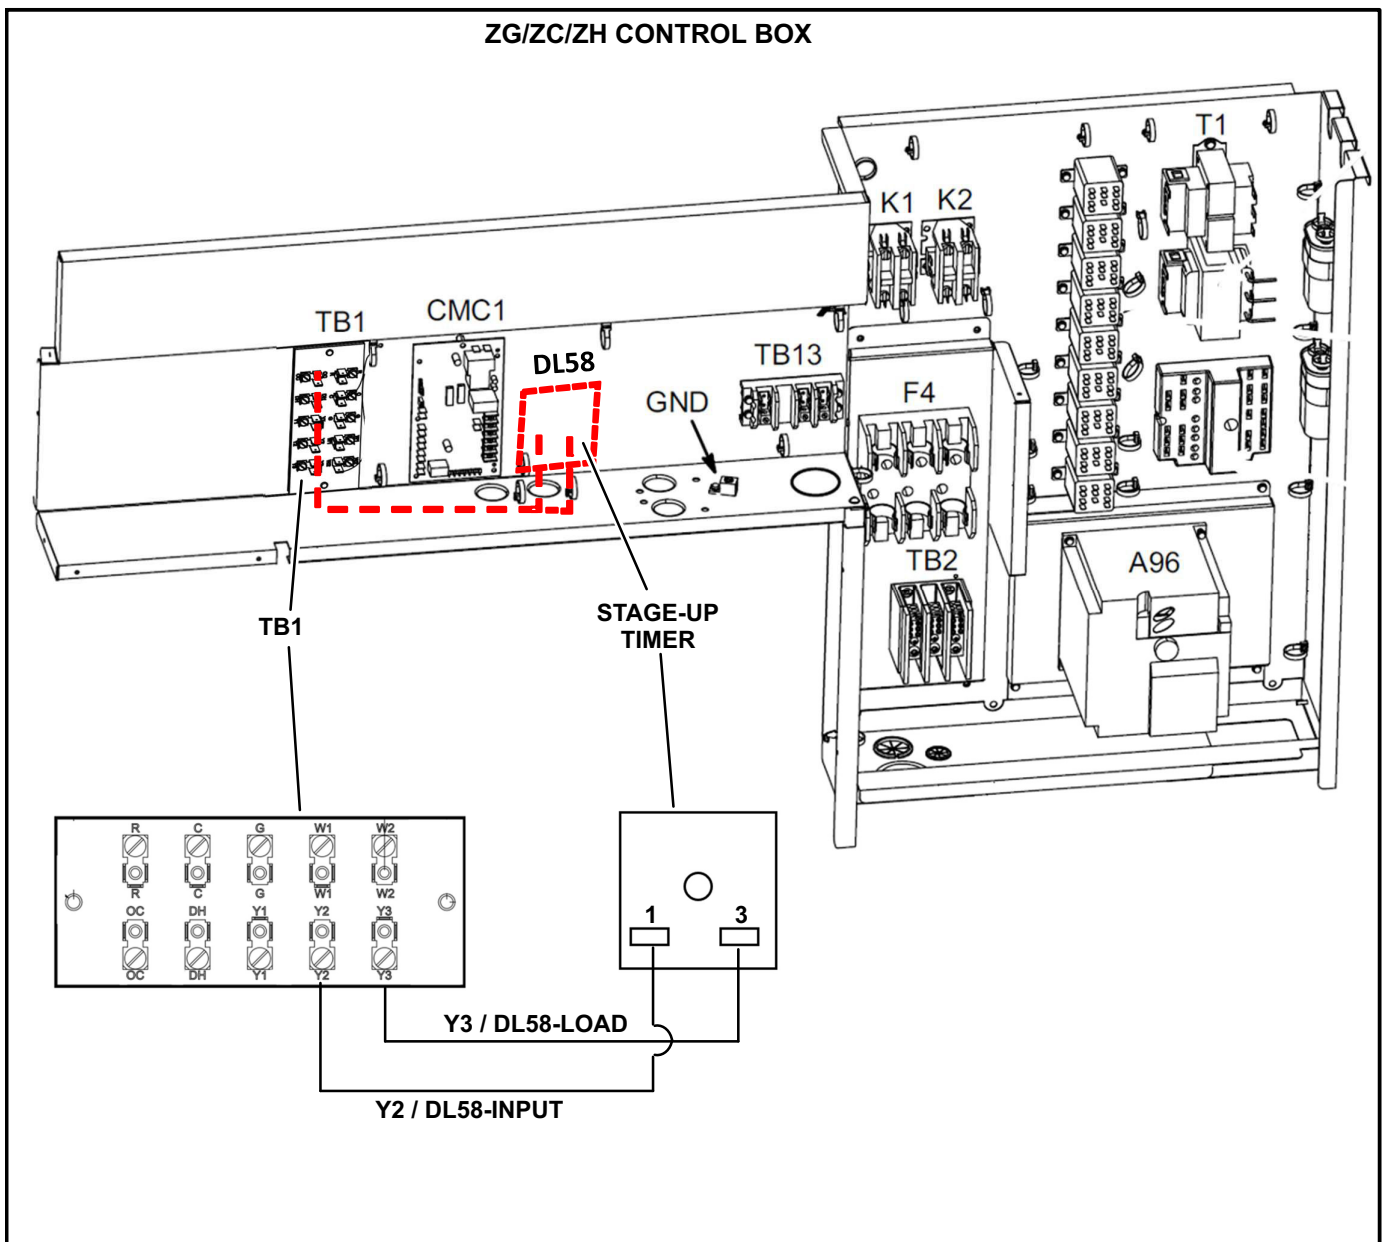 ZG/ZC/ZH CONTROL BOX
T1
K1 K2
TB1 CMC1
DL58
TB13
GND
F4
TB2
A96
TB1
STAGE-UP
TIMER
R C G W1 W2
R C G W1 W2
OC DH Y1 Y2 Y3
OC DH Y1 Y2 Y3
1 3
Y3 / DL58-LOAD
Y2 / DL58-INPUT